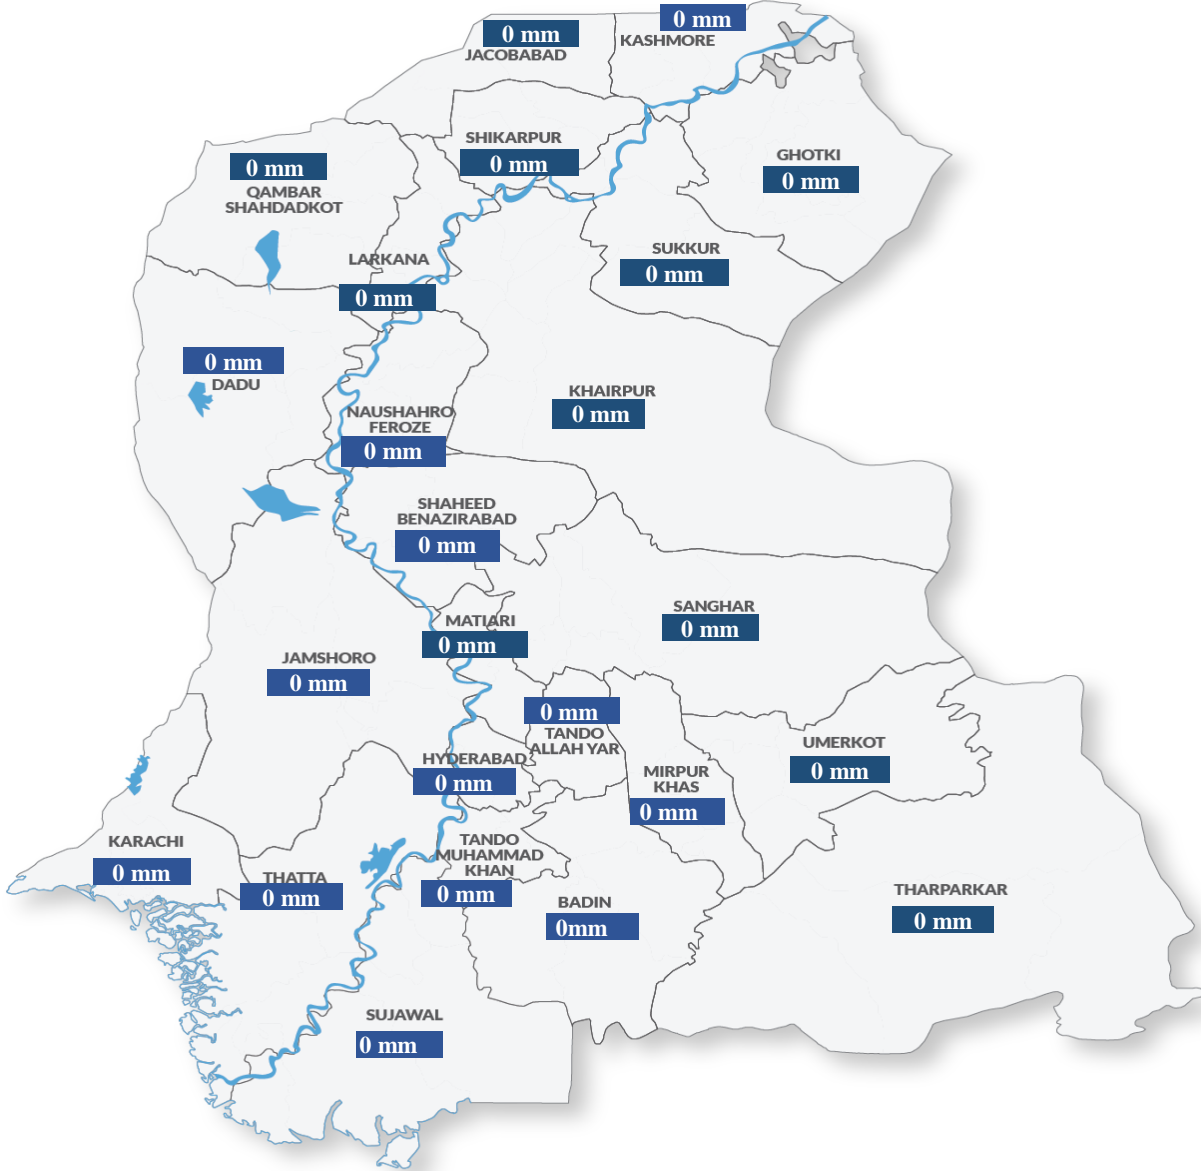 0 mm
KASHMORE
0 mm
JACOBABAD
SHIKARPUR
0 mm
GHOTKI
0 mm
0 mm
QAMBAR
SHAHDADKOT
SUKKUR
0 mm
LARKANA
0 mm
0 mm
DADU
KHAIRPUR
0 mm
NAUSHAHRO
FEROZE
0 mm
SHAHEED
BENAZIRABAD
0 mm
SANGHAR
0 mm
MATIARI
0 mm
JAMSHORO
0 mm
0 mm
TANDO
ALLAH YAR
UMERKOT
0 mm
HYDERABAD
0 mm
MIRPUR
KHAS
0 mm
KARACHI
0 mm
THATTA
0 mm
TANDO
MUHAMMAD
KHAN
0 mm
BADIN
0mm
THARPARKAR
0 mm
SUJAWAL
0 mm